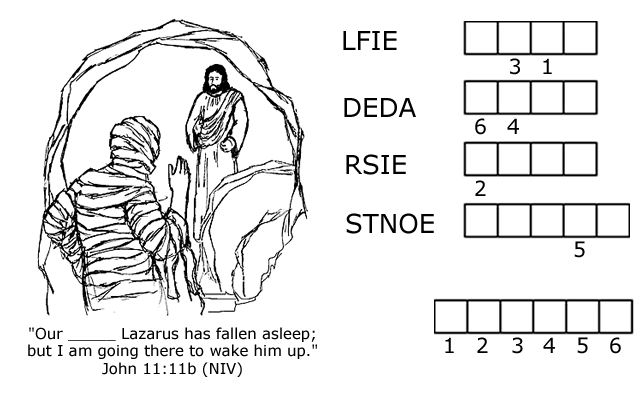 LFIE
3 1
DEDA
6 4
RSIE
2
STNOE
5
"Our _____ Lazarus has fallen asleep;
but I am going there to wake him up."
John 11:11b (NIV)
1 2 3 4 5 6